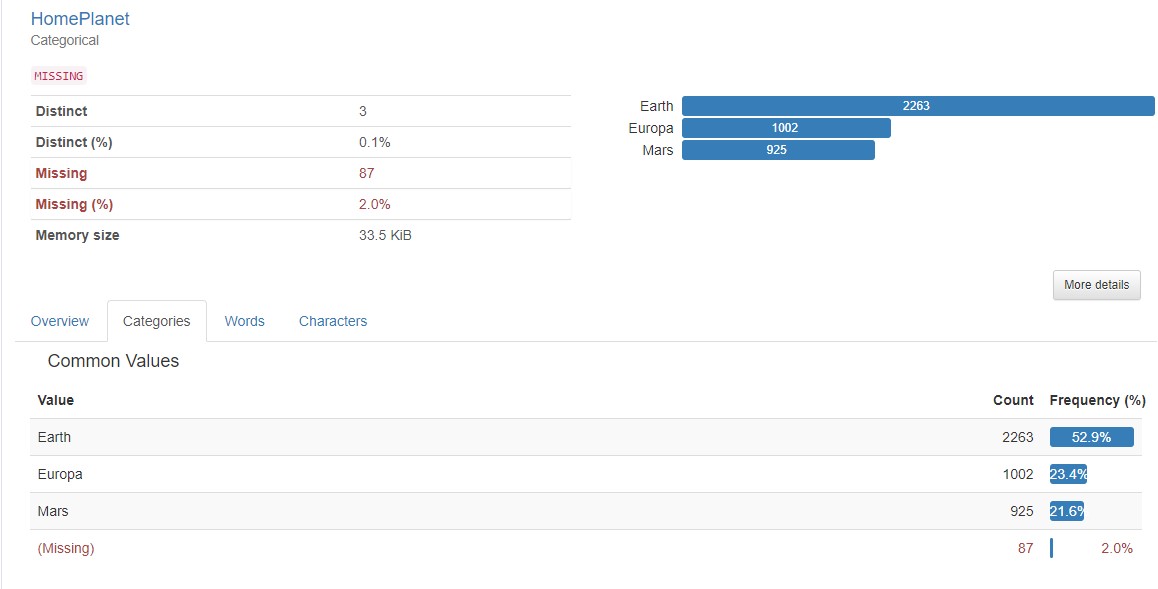 HomePlanet
Categorical
MISSING
Distinct 3
Distinct (%) 0.1%
Missing 87
Missing (%) 2.0%
Memory size 33.5 KiB
Earth 2263
Europa 1002
Mars 925
More details
Overview Categories Words Characters
Common Values
Value Count Frequency (%)
Earth 2263 52.9%
Europa 1002 23.4%
Mars 925 21.6%
(Missing) 87 2.0%